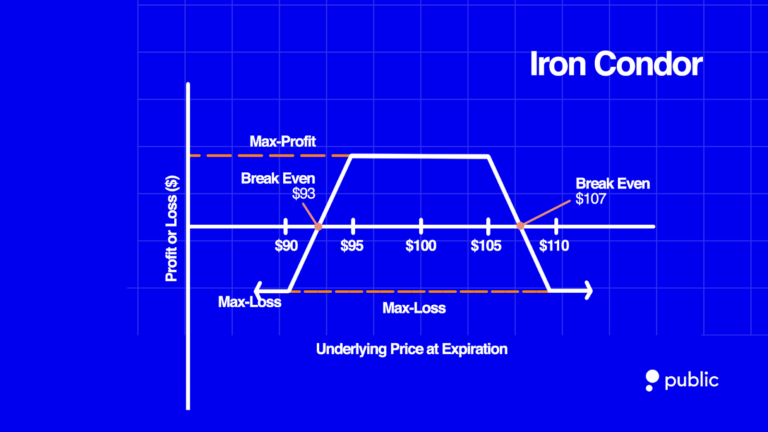 Iron Condor
Max-Profit
Break Even
$93
Break Even
$107
Profit or Loss ($)
$90
$95
$100
$105
$110
Max-Loss
Max-Loss
Underlying Price at Expiration
public